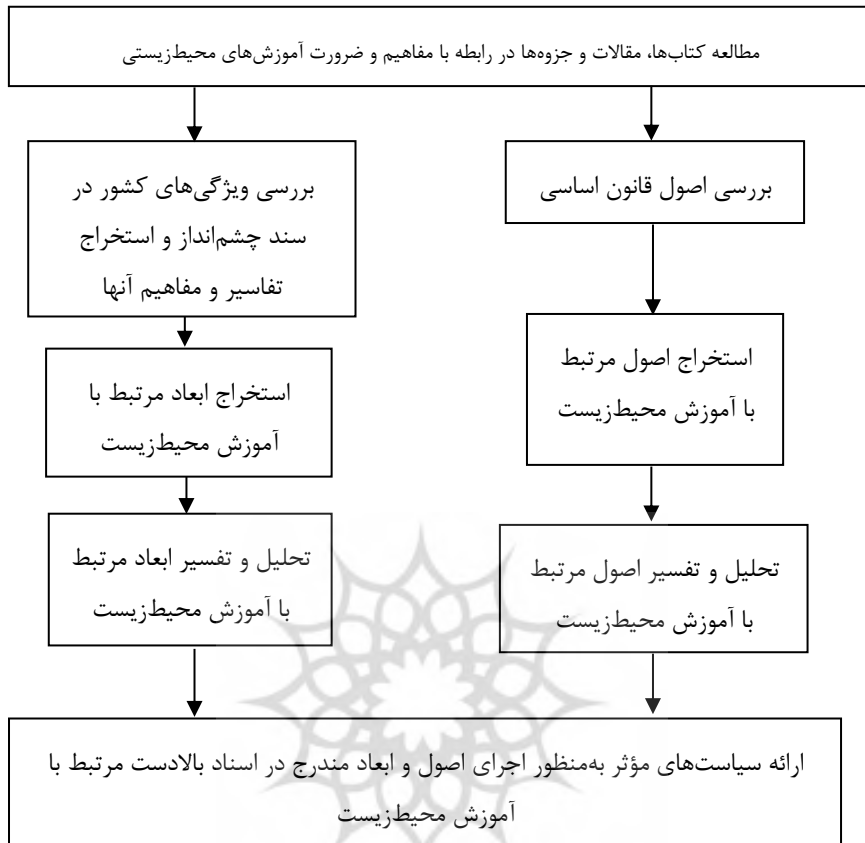 مطالعه کتاب‌ها، مقالات و جزوه‌ها در رابطه با مفاهیم و ضرورت آموزش‌های محیط‌زیستی
بررسی اصول قانون اساسی
استخراج اصول مرتبط
با آموزش محیط‌زیست
تحلیل و تفسیر اصول مرتبط
با آموزش محیط‌زیست
بررسی ویژگی‌های کشور در
سند چشم‌انداز و استخراج
تفاسیر و مفاهیم آنها
استخراج ابعاد مرتبط با
آموزش محیط‌زیست
تحلیل و تفسیر ابعاد مرتبط
با آموزش محیط‌زیست
ارائه سیاست‌های مؤثر به‌منظور اجرای اصول و ابعاد مندرج در اسناد بالادست مرتبط با
آموزش محیط‌زیست